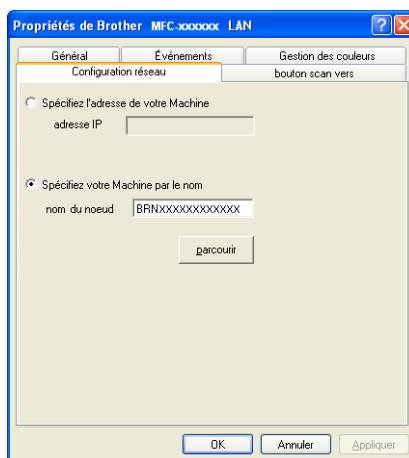 Propriétés de Brother MFC-xxxxxx LAN
Général Événements Gestion des couleurs
Configuration réseau bouton scan vers
Spécifiez l'adresse de votre Machine
adresse IP
Spécifiez votre Machine par le nom
nom du noeud BRNXXXXXXXXXXXX
parcourir
OK Annuler Appliquer